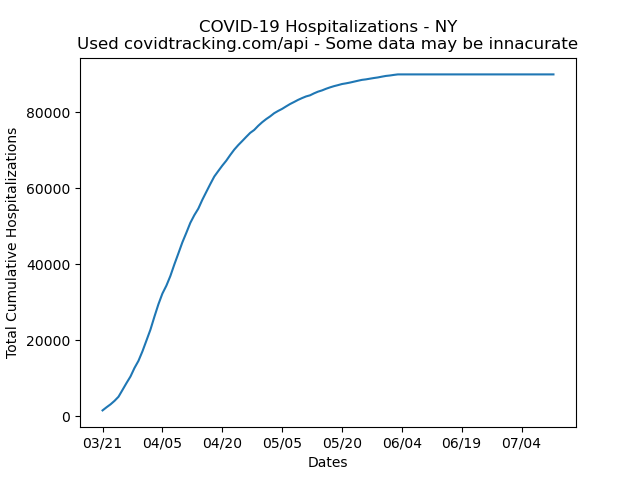 COVID-19 Hospitalizations - NY
Used covidtracking.com/api - Some data may be innacurate
Total Cumulative Hospitalizations
80000
60000
40000
20000
0
03/21 04/05 04/20 05/05 05/20 06/04 06/19 07/04
Dates